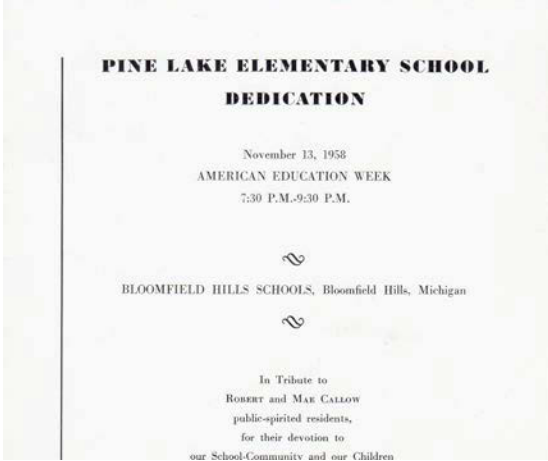 PINE LAKE ELEMENTARY SCHOOL
DEDICATION
November 13, 1958
AMERICAN EDUCATION WEEK
7:30 P.M.-9:30 P.M.
BLOOMFIELD HILLS SCHOOLS, Bloomfield Hills, Michigan
In Tribute to
ROBERT and MAE CALLOW
public-spirited residents,
for their devotion to
our School-Community and our Children